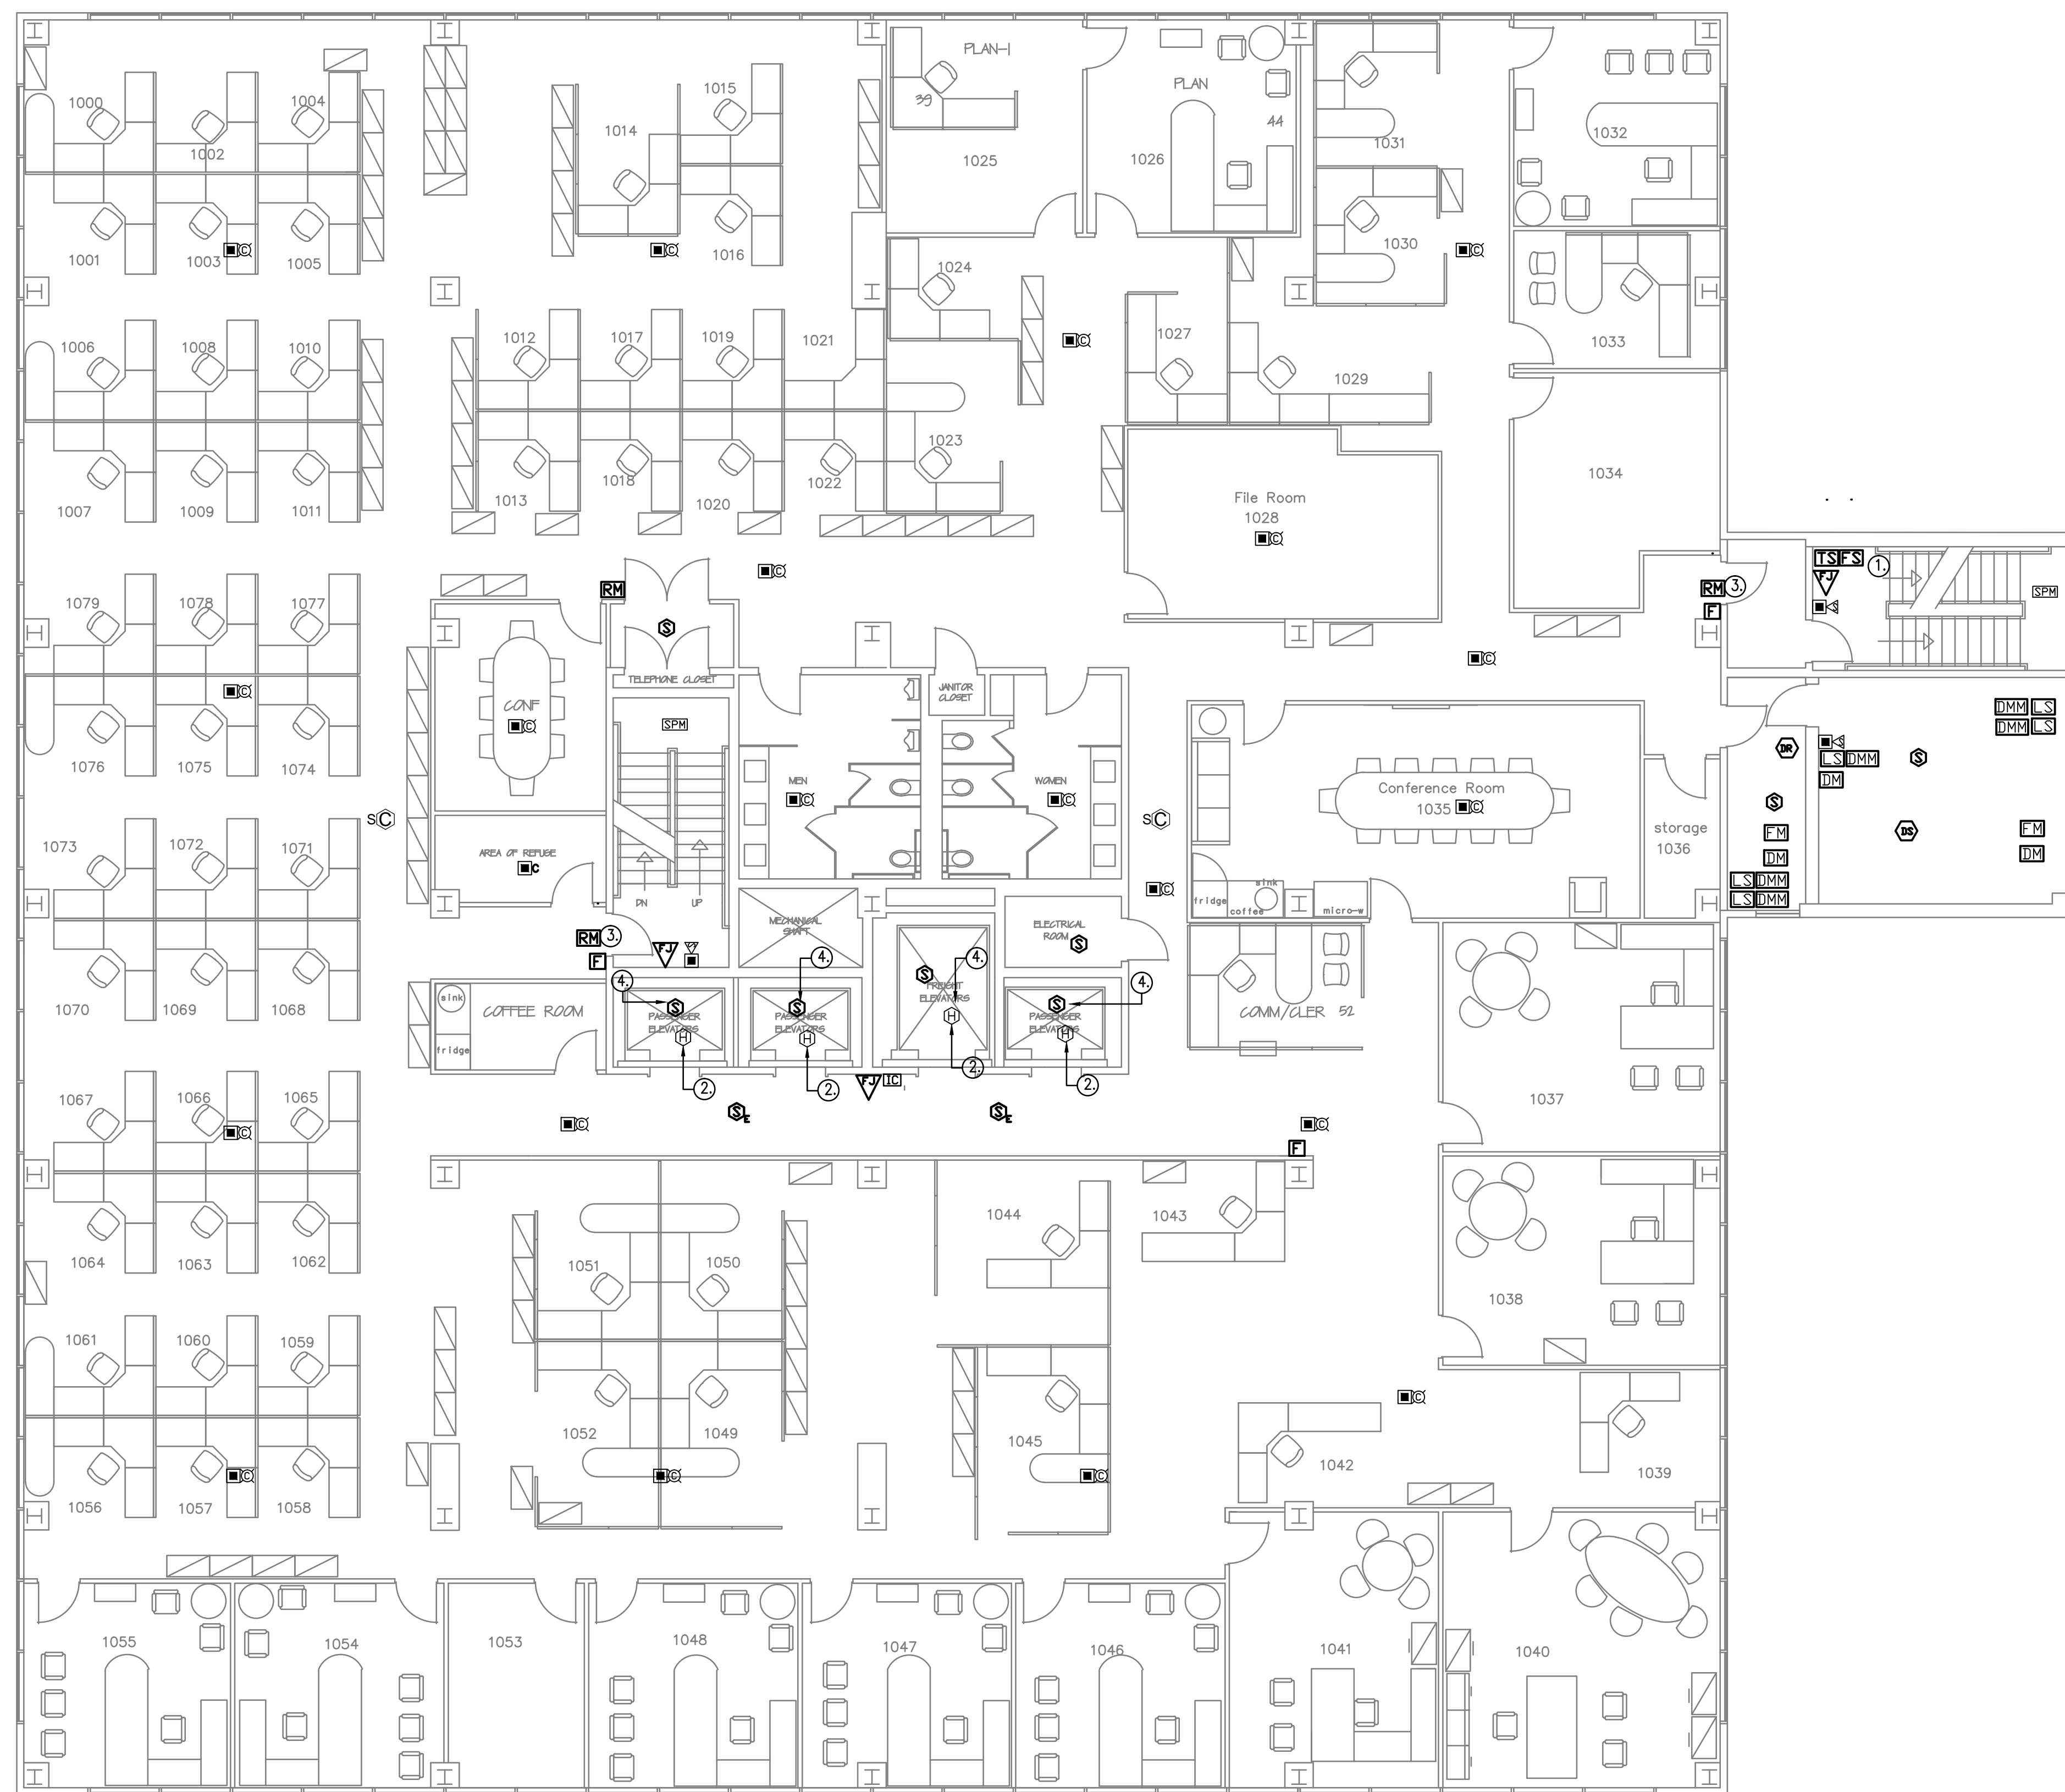 PLAN-1
PLAN
39
44
1000
1002
1004
1014
1015
1025
1026
1031
1032
1001
1003
1005
1016
1024
1030
1027
1033
1006
1008
1010
1012
1017
1019
1021
1029
1007
1009
1011
1013
1018
1020
1022
1023
File Room
1028
1034
1079
1078
1077
RM
S
RM 3.
F
TS FS
1.
FJ
SPM
CONF
TELEPHONE CLOSET
SPM
JANITOR
CLOSET
MEN
WOMEN
1076
1075
1074
DMM LS
DMM LS
DR
LS DMM
DM
S
S
FM
DM
DS
FM
DM
LS DMM
LS DMM
Conference Room
1035
storage
1036
1073
1072
1071
SC
SC
AREA OF REFUGE
C
DN
UP
MECHANICAL
SHAFT
ELECTRICAL
ROOM
S
fridge
coffee
sink
micro-w
RM 3.
F
FJ
4.
4.
4.
4.
1070
1069
1068
sink
COFFEE ROOM
fridge
S
PASSENGER
ELEVATORS
H
S
PASSENGER
ELEVATORS
H
S
FREIGHT
ELEVATORS
H
S
PASSENGER
ELEVATORS
H
COMM/CLER 52
2.
2.
2.
2.
FJ IC
SE
SE
F
1037
1067
1066
1065
1064
1063
1062
1051
1050
1044
1043
1038
1061
1060
1059
1052
1049
1045
1042
1039
1056
1057
1058
1055
1054
1053
1048
1047
1046
1041
1040